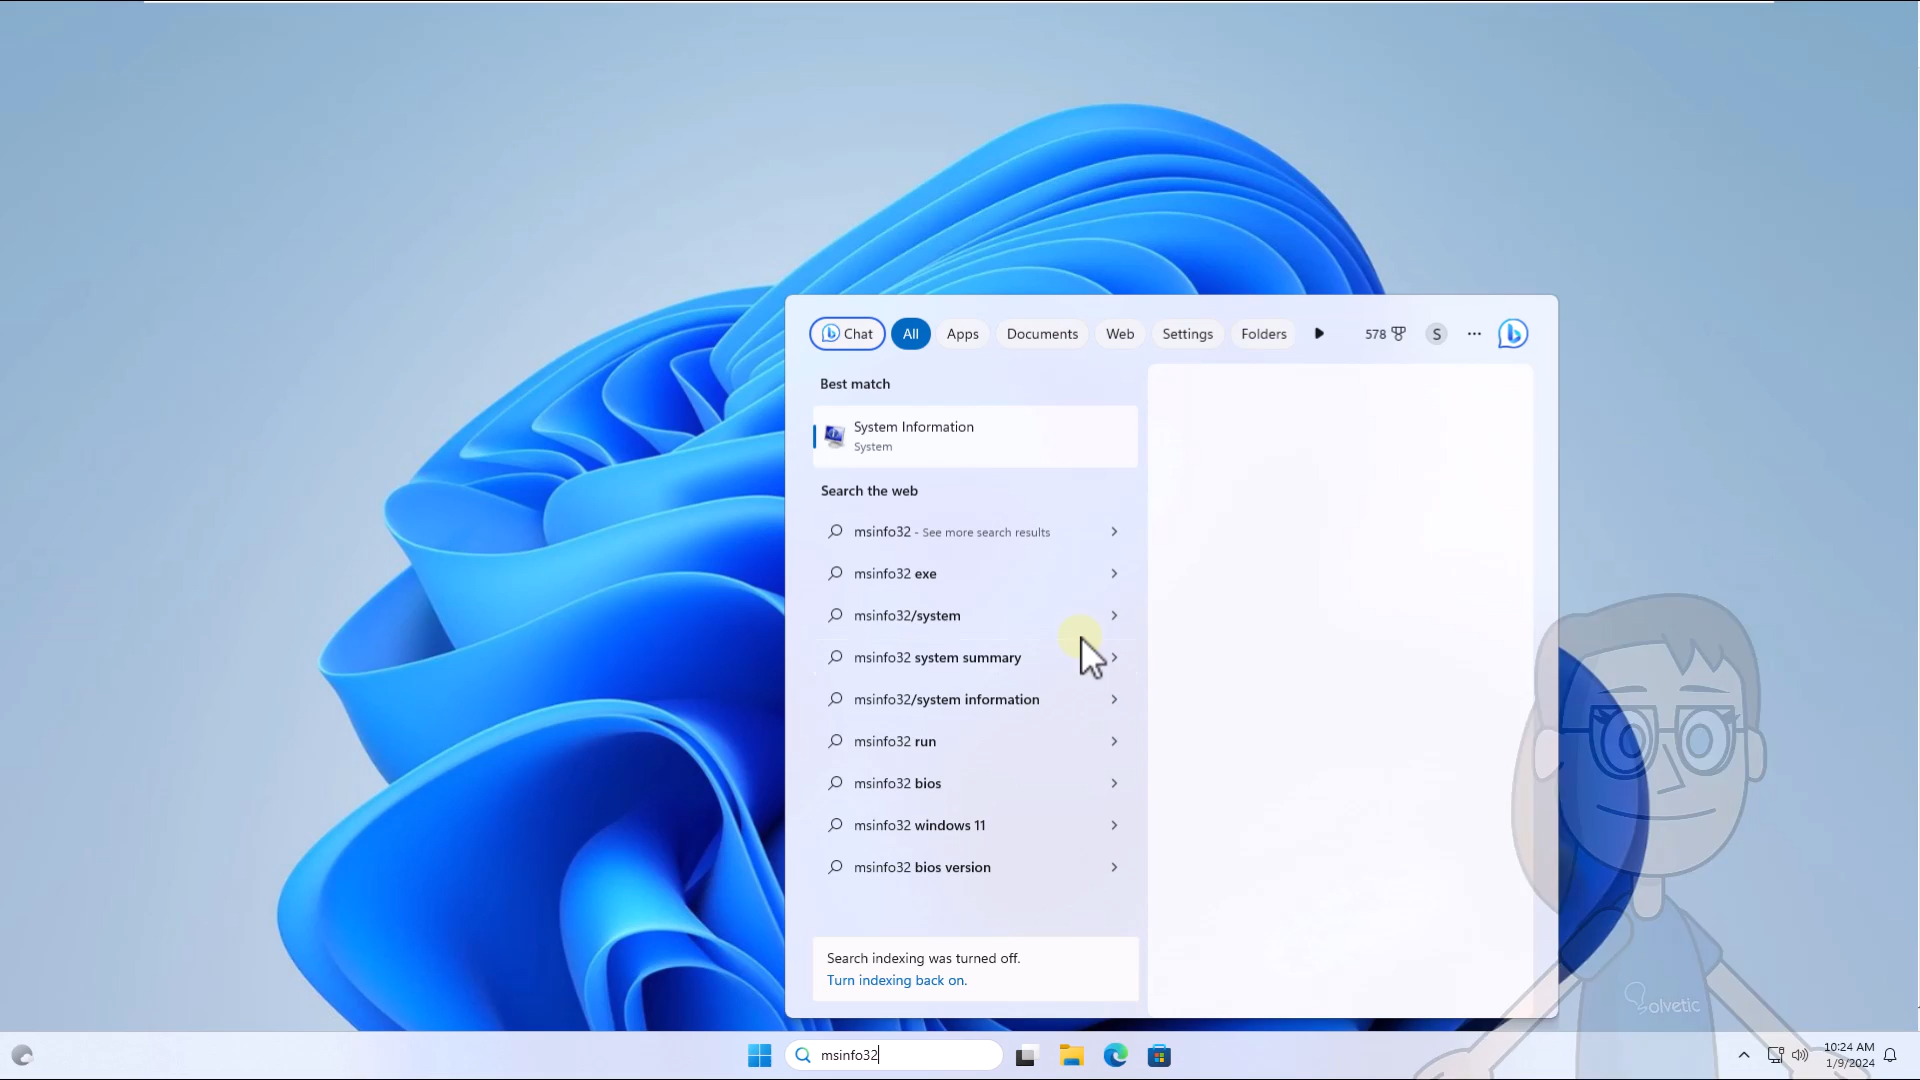 Chat
All
Apps
Documents
Web
Settings
Folders
578
S
Best match
System Information
System
Search the web
msinfo32 - See more search results
msinfo32 exe
msinfo32/system
msinfo32 system summary
msinfo32/system information
msinfo32 run
msinfo32 bios
msinfo32 windows 11
msinfo32 bios version
Search indexing was turned off.
Turn indexing back on.
Solvetic
msinfo32
10:24 AM
1/9/2024